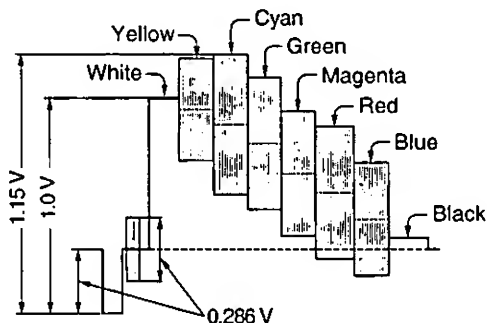 Cyan
Yellow
Green
White
Magenta
Red
Blue
Black
1.15 V
1.0 V
0.286 V